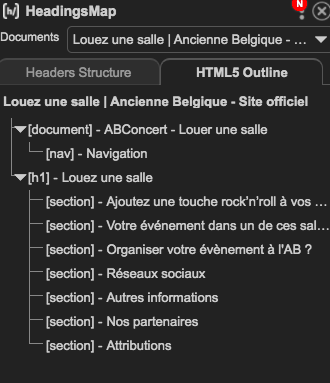 [h/] HeadingsMap
N
Documents Louez une salle | Ancienne Belgique - ...
Headers Structure HTML5 Outline
Louez une salle | Ancienne Belgique - Site officiel
[document] - ABConcert - Louer une salle
[nav] - Navigation
[h1] - Louez une salle
[section] - Ajoutez une touche rock'n'roll à vos ...
[section] - Votre événement dans un de ces sal...
[section] - Organiser votre évènement à l'AB ?
[section] - Réseaux sociaux
[section] - Autres informations
[section] - Nos partenaires
[section] - Attributions